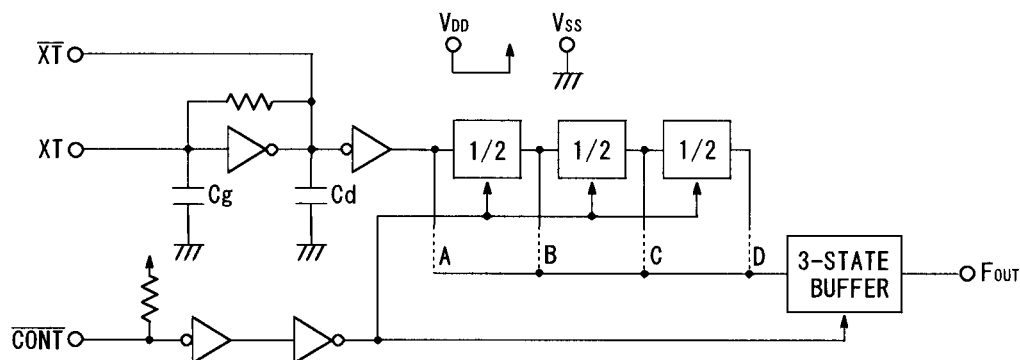 VDD VSS
XT
XT
1/2 1/2 1/2
Cg Cd
A B C D
3-STATE
BUFFER
FOUT
CONT